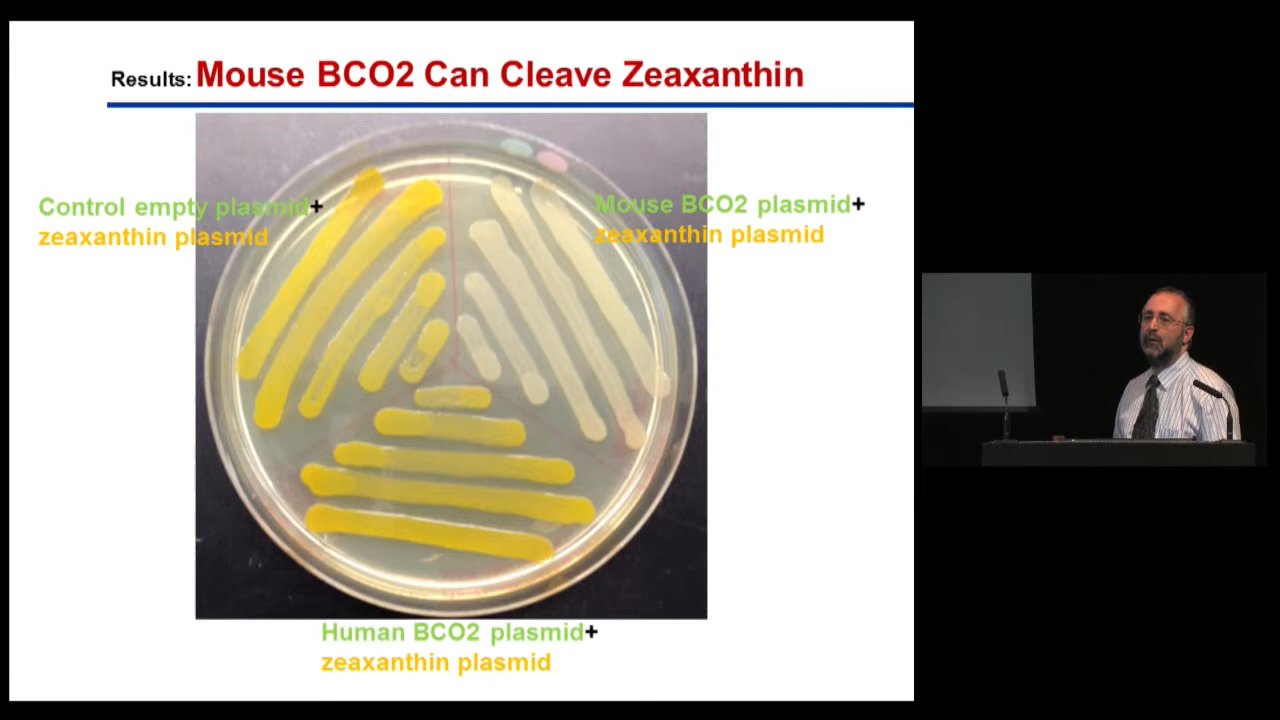 Results: Mouse BCO2 Can Cleave Zeaxanthin
Control empty plasmid+
zeaxanthin plasmid
Mouse BCO2 plasmid+
zeaxanthin plasmid
Human BCO2 plasmid+
zeaxanthin plasmid